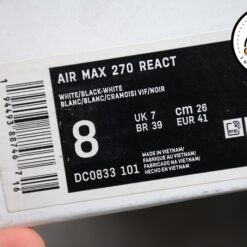 AIR MAX 270 REACT
WHITE/BLACK-WHITE
BLANC/BLANC/CRAMOISI VIF/NOIR
8
UK 7
cm 26
BR 39
EUR 41
DC0833 101
MADE IN VIETNAM/
FABRIQUÉ AU VIETNAM/
HECHO EN VIETNAM